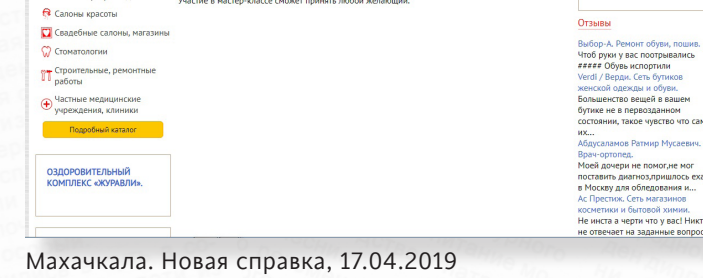 Участие в мастер-классе сможет принять любой желающий.
Салоны красоты
Свадебные салоны, магазины
Стоматологии
Строительные, ремонтные
работы
Частные медицинские
учреждения, клиники
Подробный каталог
ОЗДОРОВИТЕЛЬНЫЙ
КОМПЛЕКС «ЖУРАВЛИ».
Отзывы
Выбор-А. Ремонт обуви, пошив.
Чтоб руки у вас поотрывались
##### Обувь испортили
Verdi / Верди. Сеть бутиков
женской одежды и обуви.
Большенство вещей в вашем
бутике не в первозданном
состоянии, такое чувство что сам
их...
Абдусаламов Ратмир Мусаевич.
Врач-ортопед.
Моей дочери не помог,не мог
поставить диагноз,пришлось еха
в Москву для обледования и...
Ас Престиж. Сеть магазинов
косметики и бытовой химии.
Не инста а черти что у вас! Никт
не отвечает на заданные вопрос
Махачкала. Новая справка, 17.04.2019